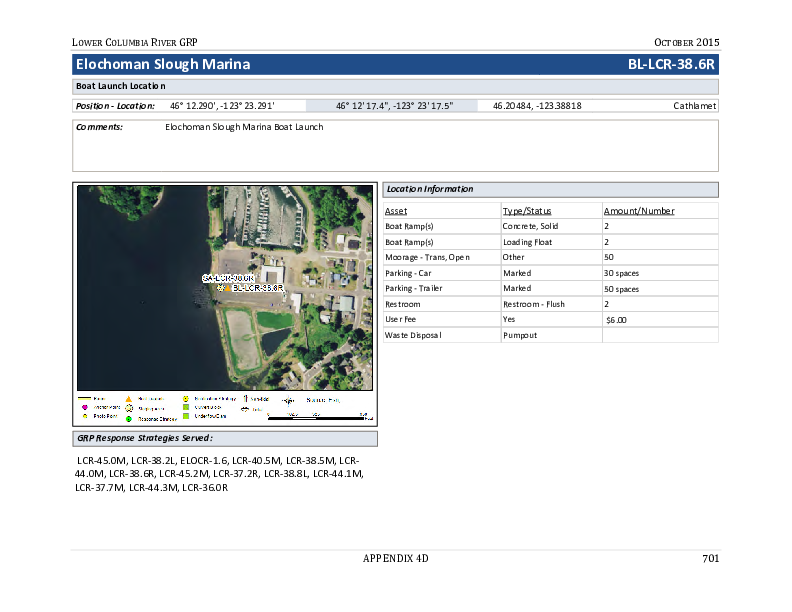 LOWER COLUMBIA RIVER GRP OCTOBER 2015
Elochoman Slough Marina BL-LCR-38.6R
Boat Launch Location
Position - Location: 46° 12.290', -123° 23.291' 46° 12' 17.4", -123° 23' 17.5" 46.20484, -123.38818 Cathlamet
Comments: Elochoman Slough Marina Boat Launch
Location Information
Asset Type/Status Amount/Number
Boat Ramp(s) Concrete, Solid 2
Boat Ramp(s) Loading Float 2
Moorage - Trans, Open Other 50
Parking - Car Marked 30 spaces
Parking - Trailer Marked 50 spaces
Restroom Restroom - Flush 2
User Fee Yes $6.00
Waste Disposal Pumpout
SA-LCR-38.6R
BL-LCR-38.6R
Anchor Point
Photo Point
Response Strategy
GRP Response Strategies Served:
LCR-45.0M, LCR-38.2L, ELOCR-1.6, LCR-40.5M, LCR-38.5M, LCR-
44.0M, LCR-38.6R, LCR-45.2M, LCR-37.2R, LCR-38.8L, LCR-44.1M,
LCR-37.7M, LCR-44.3M, LCR-36.0R
APPENDIX 4D 701